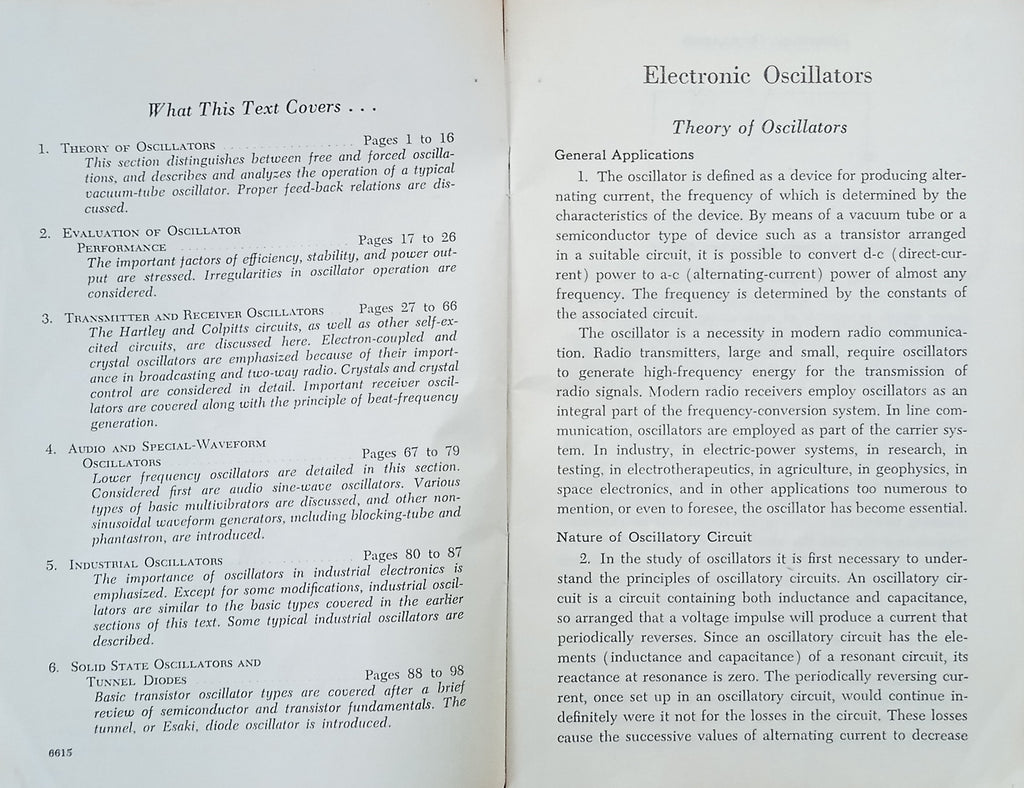 What This Text Covers . . .
1. Theory of Oscillators . . . . . . . . . . . . . . . . . . Pages 1 to 16
This section distinguishes between free and forced oscilla-
tions, and describes and analyzes the operation of a typical
vacuum-tube oscillator. Proper feed-back relations are dis-
cussed.
2. Evaluation of Oscillator
Performance . . . . . . . . . . . . . . . . . . Pages 17 to 26
The important factors of efficiency, stability, and power out-
put are stressed. Irregularities in oscillator operation are
considered.
3. Transmitter and Receiver Oscillators . . . . Pages 27 to 66
The Hartley and Colpitts circuits, as well as other self-ex-
cited circuits, are discussed here. Electron-coupled and
crystal oscillators are emphasized because of their import-
ance in broadcasting and two-way radio. Crystals and crystal
control are considered in detail. Important receiver oscil-
lators are covered along with the principle of beat-frequency
generation.
4. Audio and Special-Waveform
Oscillators . . . . . . . . . . . . . . . . . . Pages 67 to 79
Lower frequency oscillators are detailed in this section.
Considered first are audio sine-wave oscillators. Various
types of basic multivibrators are discussed, and other non-
sinusoidal waveform generators, including blocking-tube and
phantastron, are introduced.
5. Industrial Oscillators . . . . . . . . . . . . . . Pages 80 to 87
The importance of oscillators in industrial electronics is
emphasized. Except for some modifications, industrial oscil-
lators are similar to the basic types covered in the earlier
sections of this text. Some typical industrial oscillators are
described.
6. Solid State Oscillators and
Tunnel Diodes . . . . . . . . . . . . . . . . . . Pages 88 to 98
Basic transistor oscillator types are covered after a brief
review of semiconductor and transistor fundamentals. The
tunnel, or Esaki, diode oscillator is introduced.
6615
Electronic Oscillators
Theory of Oscillators
General Applications
1. The oscillator is defined as a device for producing alter-
nating current, the frequency of which is determined by the
characteristics of the device. By means of a vacuum tube or a
semiconductor type of device such as a transistor arranged
in a suitable circuit, it is possible to convert d-c (direct-cur-
rent) power to a-c (alternating-current) power of almost any
frequency. The frequency is determined by the constants of
the associated circuit.
The oscillator is a necessity in modern radio communica-
tion. Radio transmitters, large and small, require oscillators
to generate high-frequency energy for the transmission of
radio signals. Modern radio receivers employ oscillators as an
integral part of the frequency-conversion system. In line com-
munication, oscillators are employed as part of the carrier sys-
tem. In industry, in electric-power systems, in research, in
testing, in electrotherapeutics, in agriculture, in geophysics, in
space electronics, and in other applications too numerous to
mention, or even to foresee, the oscillator has become essential.
Nature of Oscillatory Circuit
2. In the study of oscillators it is first necessary to under-
stand the principles of oscillatory circuits. An oscillatory cir-
cuit is a circuit containing both inductance and capacitance,
so arranged that a voltage impulse will produce a current that
periodically reverses. Since an oscillatory circuit has the ele-
ments (inductance and capacitance) of a resonant circuit, its
reactance at resonance is zero. The periodically reversing cur-
rent, once set up in an oscillatory circuit, would continue in-
definitely were it not for the losses in the circuit. These losses
cause the successive values of alternating current to decrease